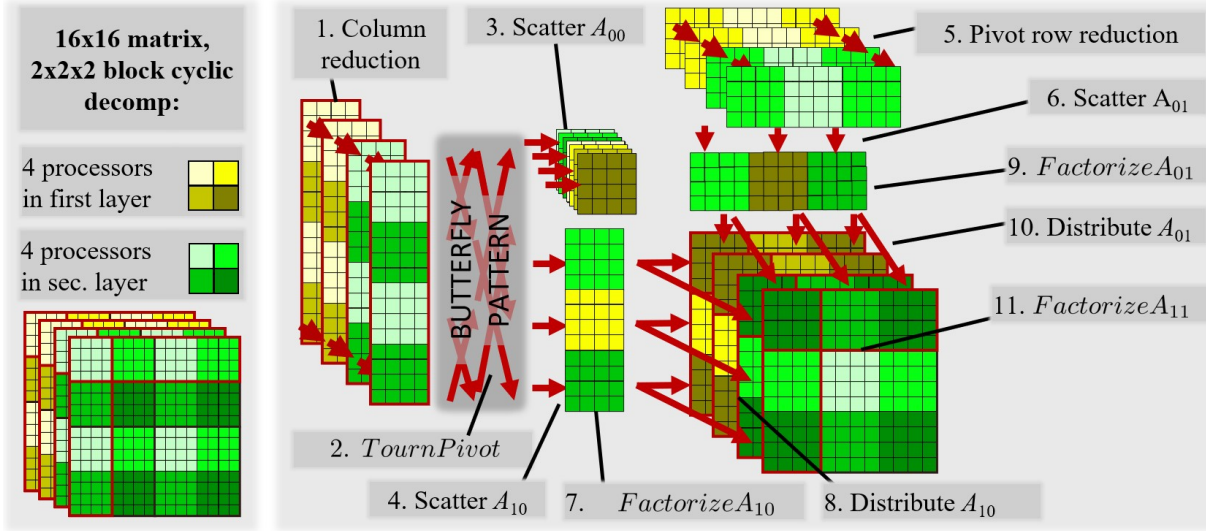 16x16 matrix,
2x2x2 block cyclic
decomp:
4 processors
in first layer
4 processors
in sec. layer
1. Column
reduction
3. Scatter A₀₀
5. Pivot row reduction
6. Scatter A₀₁
9. FactorizeA₀₁
10. Distribute A₀₁
11. FactorizeA₁₁
BUTTERFLY
PATTERN
2. TournPivot
4. Scatter A₁₀
7. FactorizeA₁₀
8. Distribute A₁₀